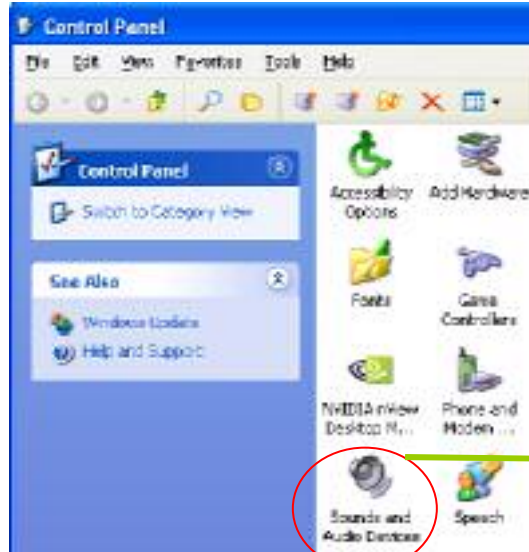 Control Panel
File Edit View Favorites Tools Help
Control Panel
Switch to Category View
See Also
Windows Update
Help and Support
Accessibility Options
Add Hardware
Fonts
Game Controllers
NVIDIA nView Desktop M...
Phone and Modem ...
Sounds and Audio Devices
Speech